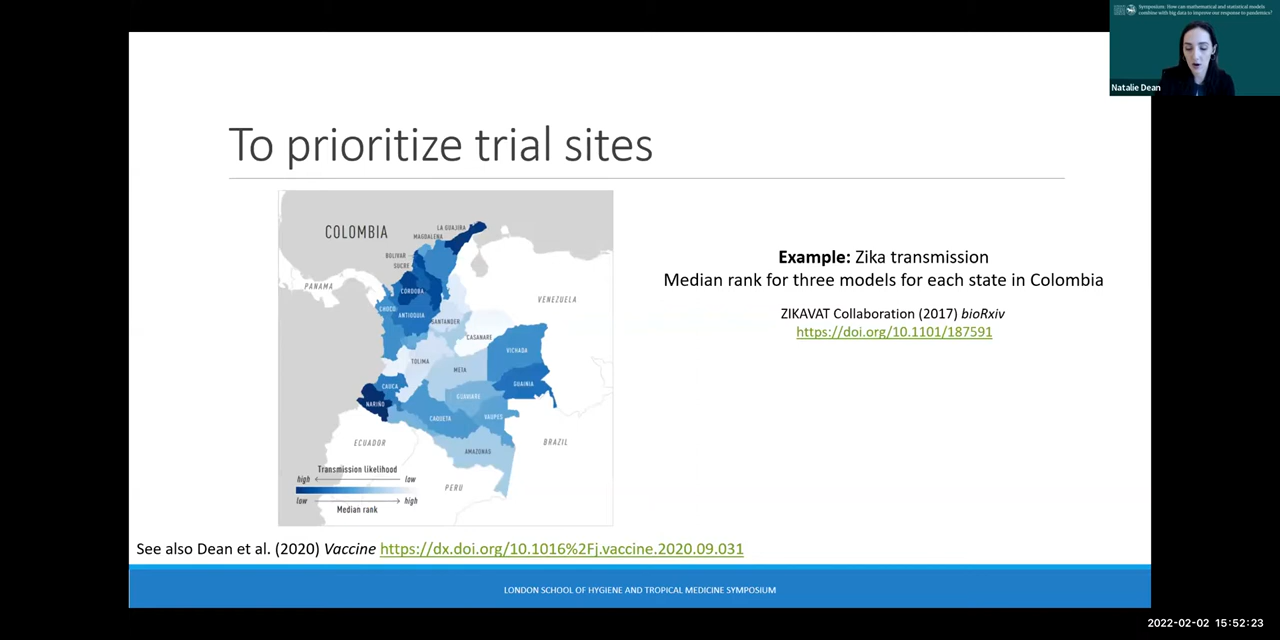 Symposium: How can mathematical and statistical models
combine with big data to improve our response to pandemics?
Natalie Dean
To prioritize trial sites
COLOMBIA
LA GUAJIRA
MAGDALENA
BOLIVAR
SUCRE
PANAMA
CORDOBA
VENEZUELA
CHOCO
ANTIOQUIA
SANTANDER
CASANARE
VICHADA
TOLIMA
META
GUAINIA
CAUCA
GUAVIARE
NARIÑO
CAQUETA
VAUPES
ECUADOR
BRAZIL
AMAZONAS
PERU
Transmission likelihood
high low
low high
Median rank
Example: Zika transmission
Median rank for three models for each state in Colombia
ZIKAVAT Collaboration (2017) bioRxiv
https://doi.org/10.1101/187591
See also Dean et al. (2020) Vaccine https://dx.doi.org/10.1016%2Fj.vaccine.2020.09.031
LONDON SCHOOL OF HYGIENE AND TROPICAL MEDICINE SYMPOSIUM
2022-02-02 15:52:23